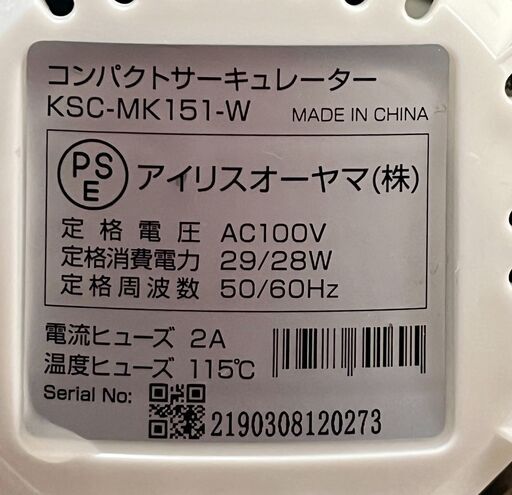 コンパクトサーキュレーター
KSC-MK151-W MADE IN CHINA
PS
E アイリスオーヤマ(株)
定格電圧 AC100V
定格消費電力 29/28W
定格周波数 50/60Hz
電流ヒューズ 2A
温度ヒューズ 115℃
Serial No:
2190308120273